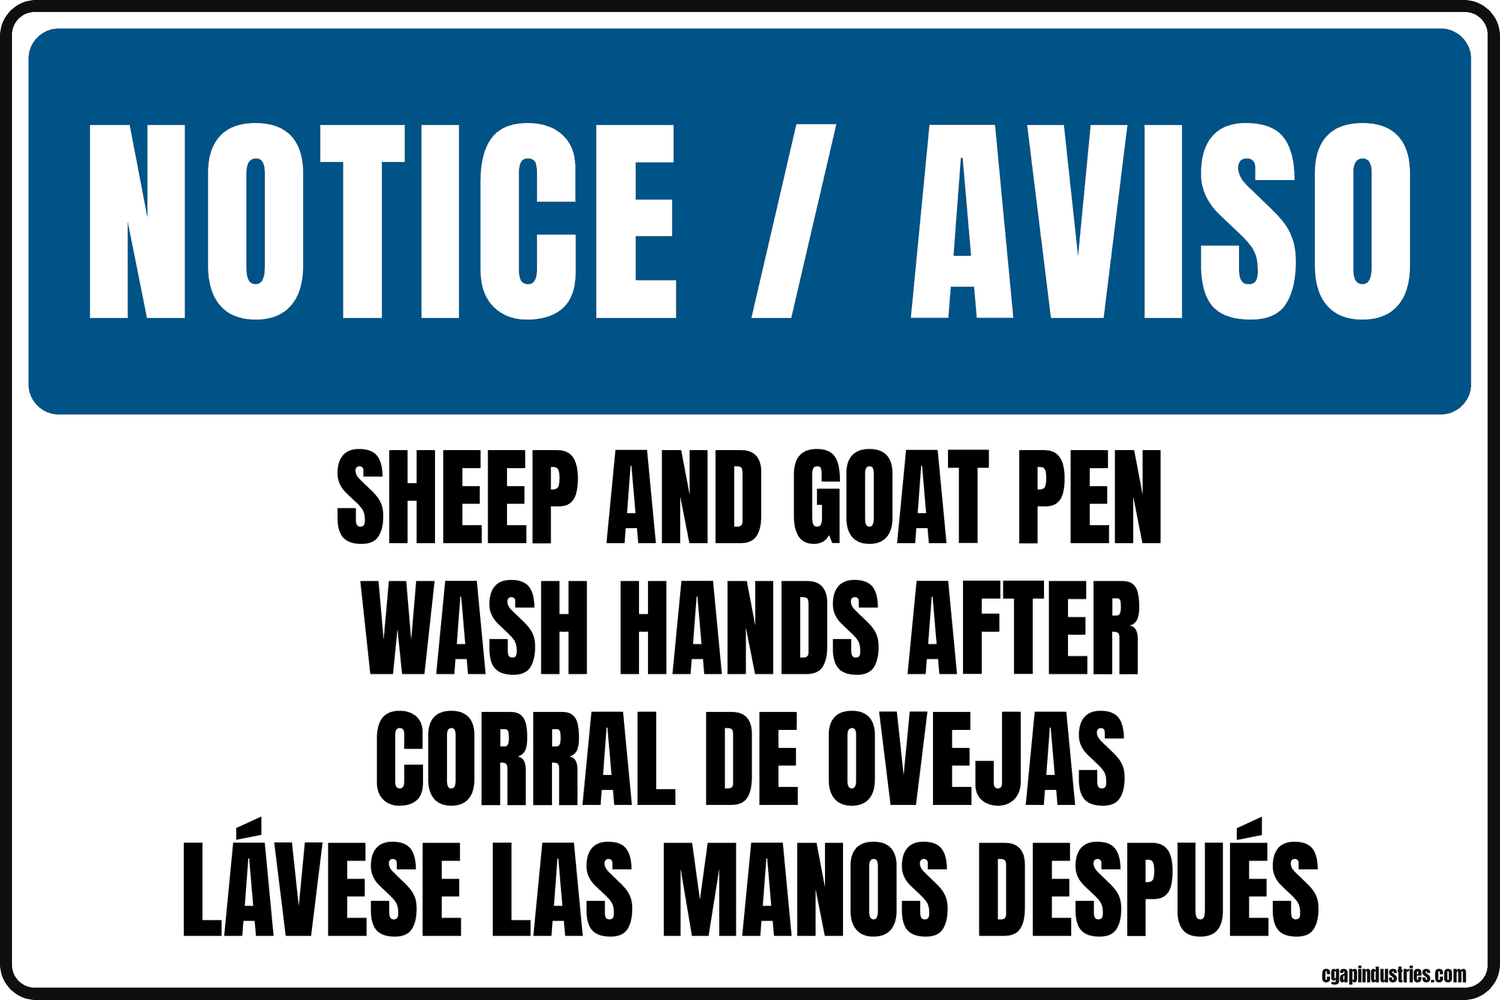 NOTICE / AVISO
SHEEP AND GOAT PEN
WASH HANDS AFTER
CORRAL DE OVEJAS
LÁVESE LAS MANOS DESPUÉS
cgapindustries.com